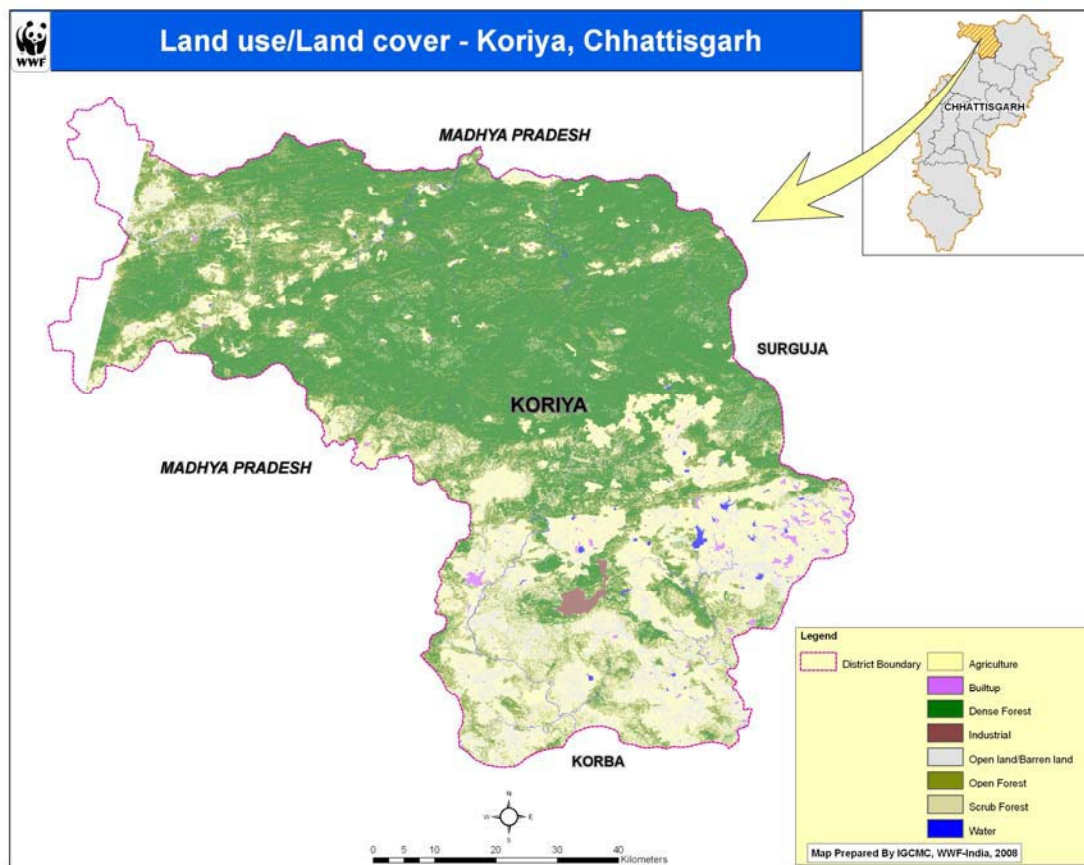 WWF
Land use/Land cover - Koriya, Chhattisgarh
CHHATTISGARH
MADHYA PRADESH
SURGUJA
KORIYA
MADHYA PRADESH
KORBA
N
W E
S
0 5 10 20 30 40
Kilometers
Legend
District Boundary
Agriculture
Builtup
Dense Forest
Industrial
Open land/Barren land
Open Forest
Scrub Forest
Water
Map Prepared By IGCMC, WWF-India, 2008